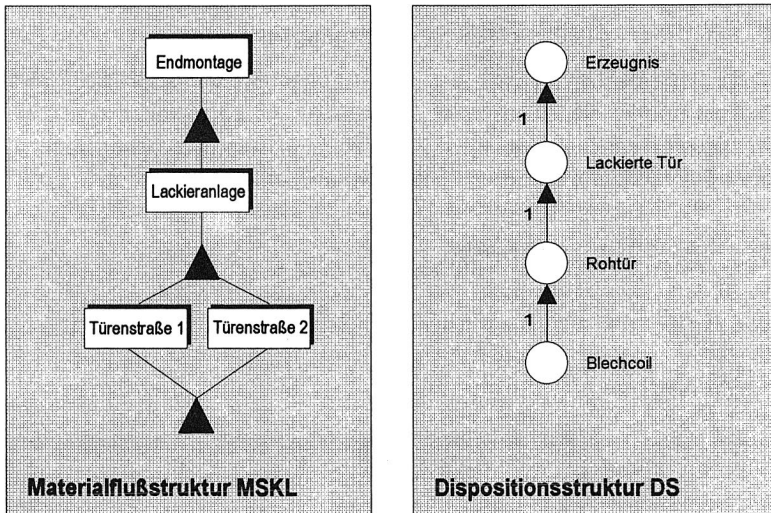 Endmontage
Lackieranlage
Türenstraße 1
Türenstraße 2
Materialflußstruktur MSKL
Erzeugnis
1
Lackierte Tür
1
Rohtür
1
Blechcoil
Dispositionsstruktur DS